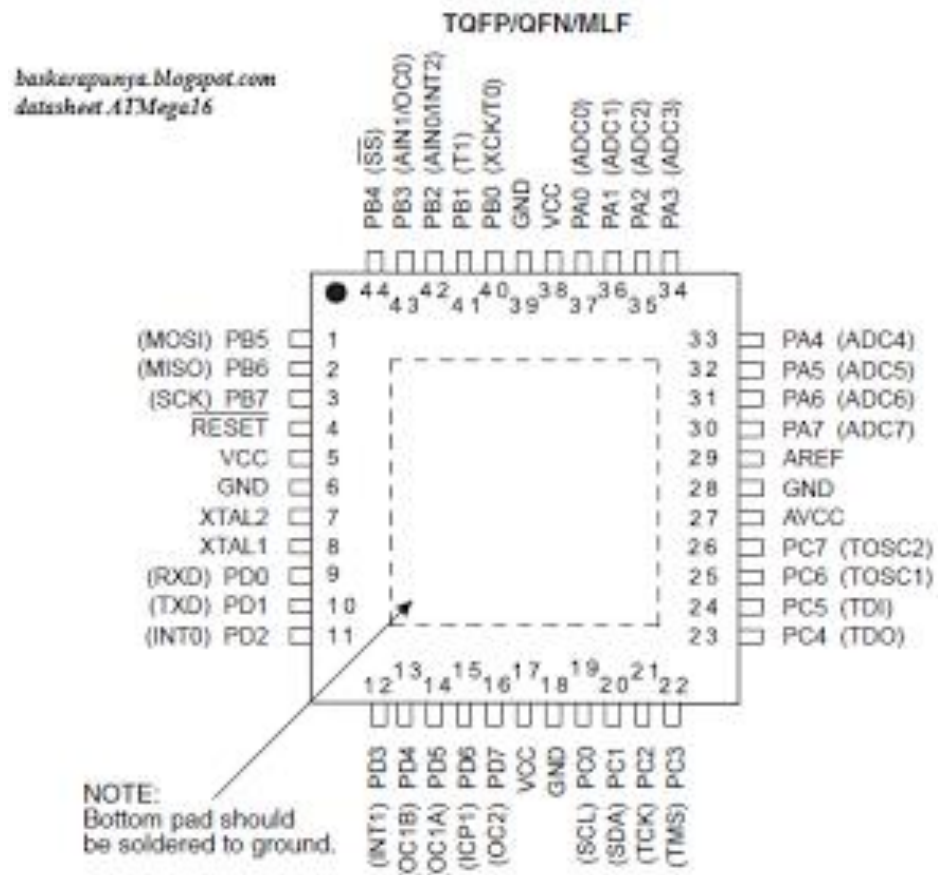 TQFP/QFN/MLF
baskarapunya.blogspot.com
datasheet ATMega16
PB4 (SS)
PB3 (AIN1/OC0)
PB2 (AIN0/INT2)
PB1 (T1)
PB0 (XCK/T0)
GND
VCC
PA0 (ADC0)
PA1 (ADC1)
PA2 (ADC2)
PA3 (ADC3)
44 43 42 41 40 39 38 37 36 35 34
(MOSI) PB5 1
(MISO) PB6 2
(SCK) PB7 3
RESET 4
VCC 5
GND 6
XTAL2 7
XTAL1 8
(RXD) PD0 9
(TXD) PD1 10
(INT0) PD2 11
33 PA4 (ADC4)
32 PA5 (ADC5)
31 PA6 (ADC6)
30 PA7 (ADC7)
29 AREF
28 GND
27 AVCC
26 PC7 (TOSC2)
25 PC6 (TOSC1)
24 PC5 (TDI)
23 PC4 (TDO)
12 13 14 15 16 17 18 19 20 21 22
(INT1) PD3
OC1B) PD4
OC1A) PD5
(ICP1) PD6
(OC2) PD7
VCC
GND
(SCL) PC0
(SDA) PC1
(TCK) PC2
(TMS) PC3
NOTE:
Bottom pad should
be soldered to ground.